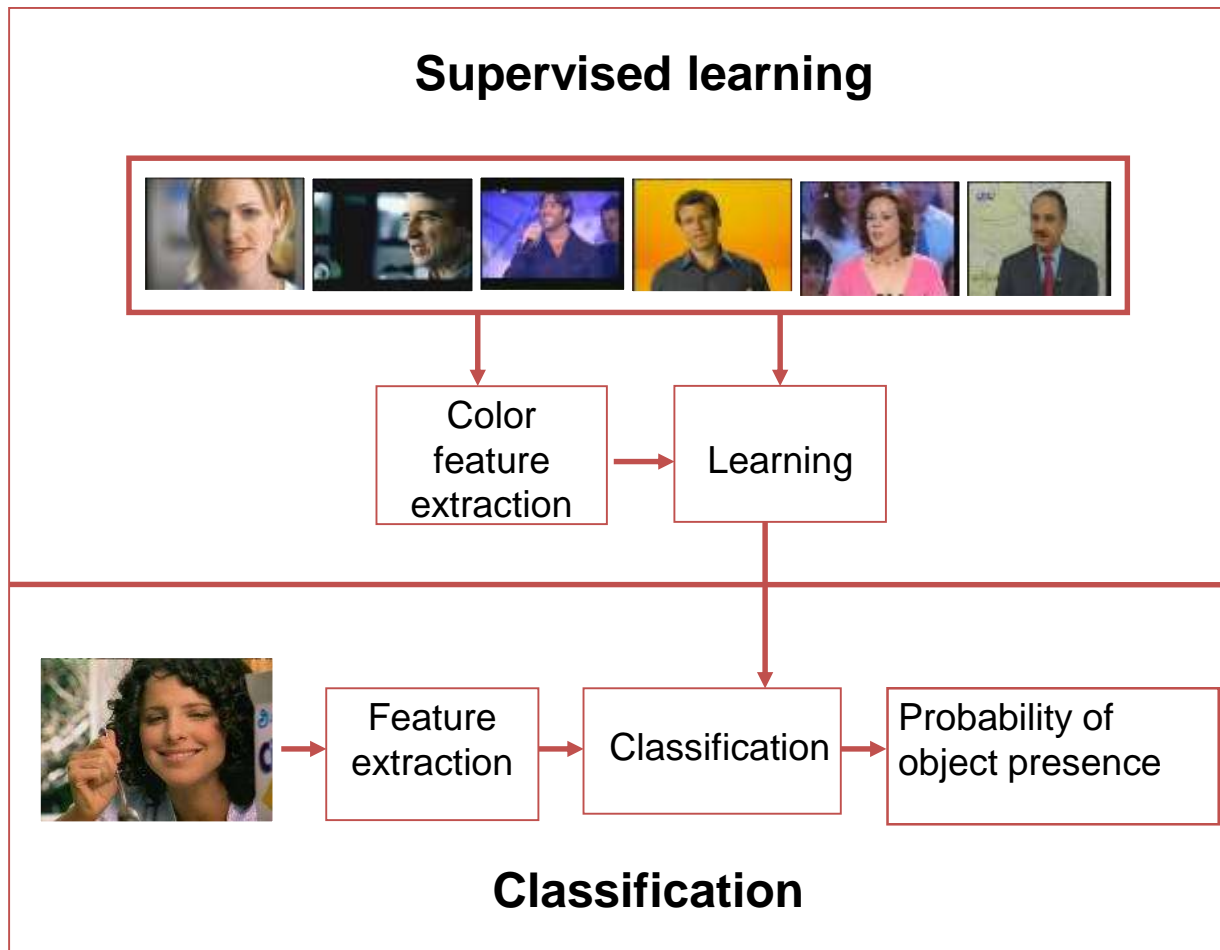 Supervised learning
Color
feature
extraction
Learning
Feature
extraction
Classification
Probability of
object presence
Classification